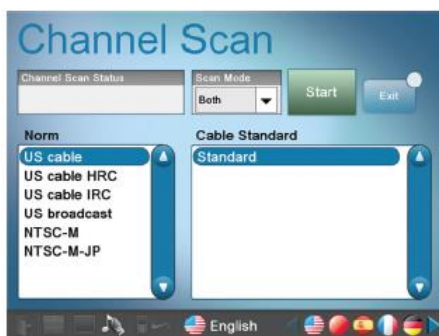 Channel Scan
Channel Scan Status
Scan Mode
Both
Start
Exit
Norm
US cable
US cable HRC
US cable IRC
US broadcast
NTSC-M
NTSC-M-JP
Cable Standard
Standard
English